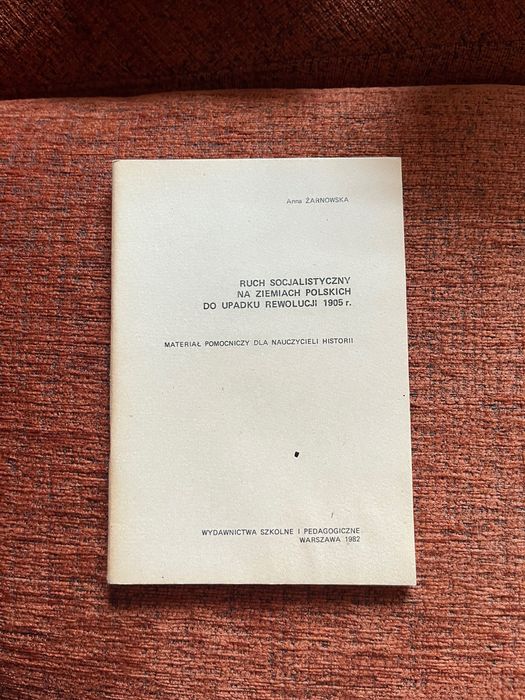 Anna ŻARNOWSKA
RUCH SOCJALISTYCZNY
NA ZIEMIACH POLSKICH
DO UPADKU REWOLUCJI 1905 r.
MATERIAŁ POMOCNICZY DLA NAUCZYCIELI HISTORII
WYDAWNICTWA SZKOLNE I PEDAGOGICZNE
WARSZAWA 1982